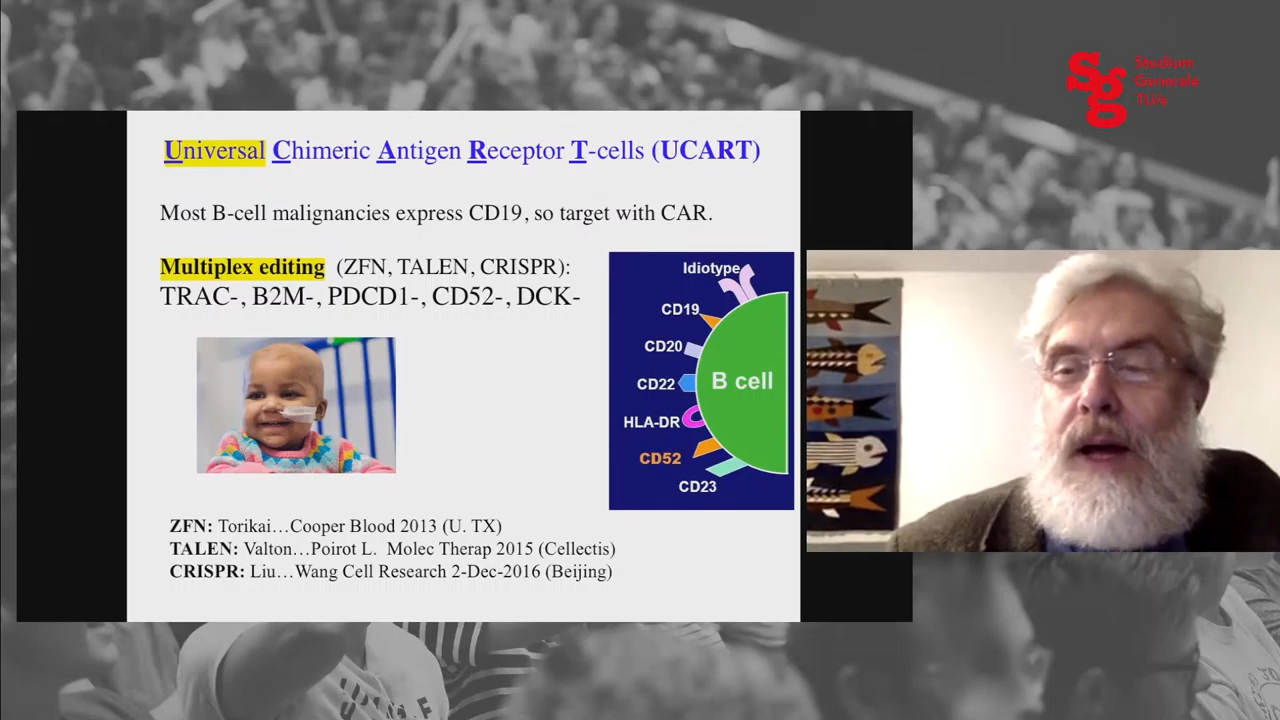 Sgg
Studium
Generale
TU/e
Universal Chimeric Antigen Receptor T-cells (UCART)
Most B-cell malignancies express CD19, so target with CAR.
Multiplex editing (ZFN, TALEN, CRISPR):
TRAC-, B2M-, PDCD1-, CD52-, DCK-
Idiotype
CD19
CD20
CD22
B cell
HLA-DR
CD52
CD23
ZFN: Torikai…Cooper Blood 2013 (U. TX)
TALEN: Valton…Poirot L. Molec Therap 2015 (Cellectis)
CRISPR: Liu…Wang Cell Research 2-Dec-2016 (Beijing)